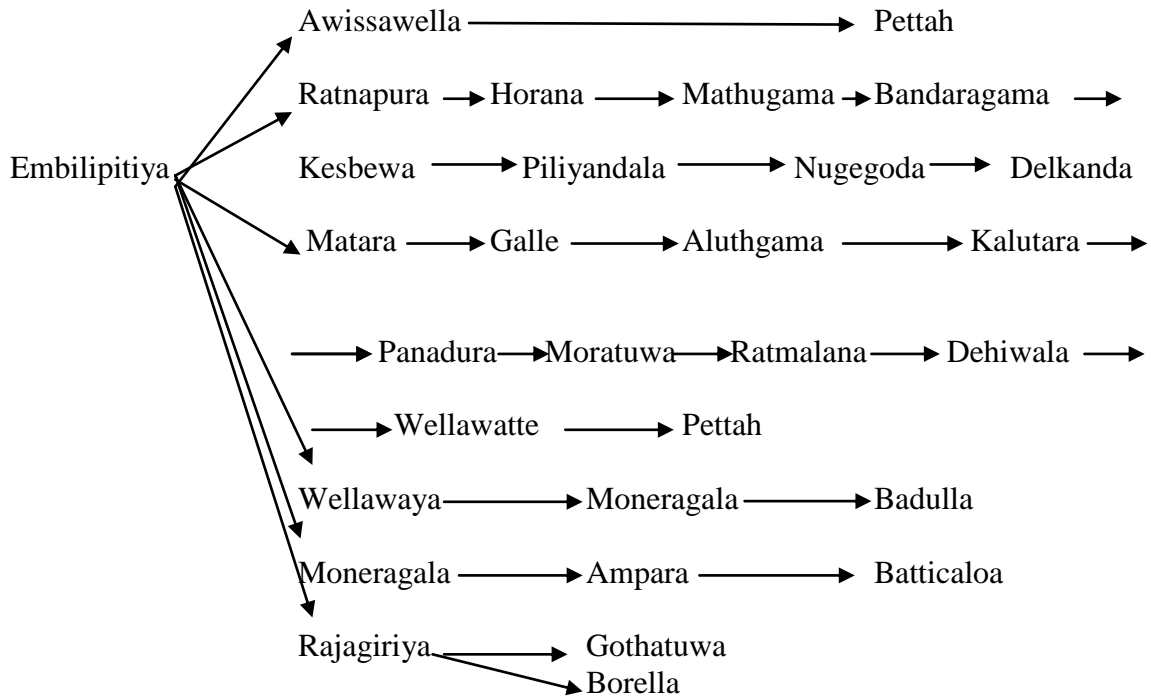 Awissawella Pettah
Ratnapura Horana Mathugama Bandaragama
Embilipitiya Kesbewa Piliyandala Nugegoda Delkanda
Matara Galle Aluthgama Kalutara
Panadura Moratuwa Ratmalana Dehiwala
Wellawatte Pettah
Wellawaya Moneragala Badulla
Moneragala Ampara Batticaloa
Rajagiriya Gothatuwa
Borella